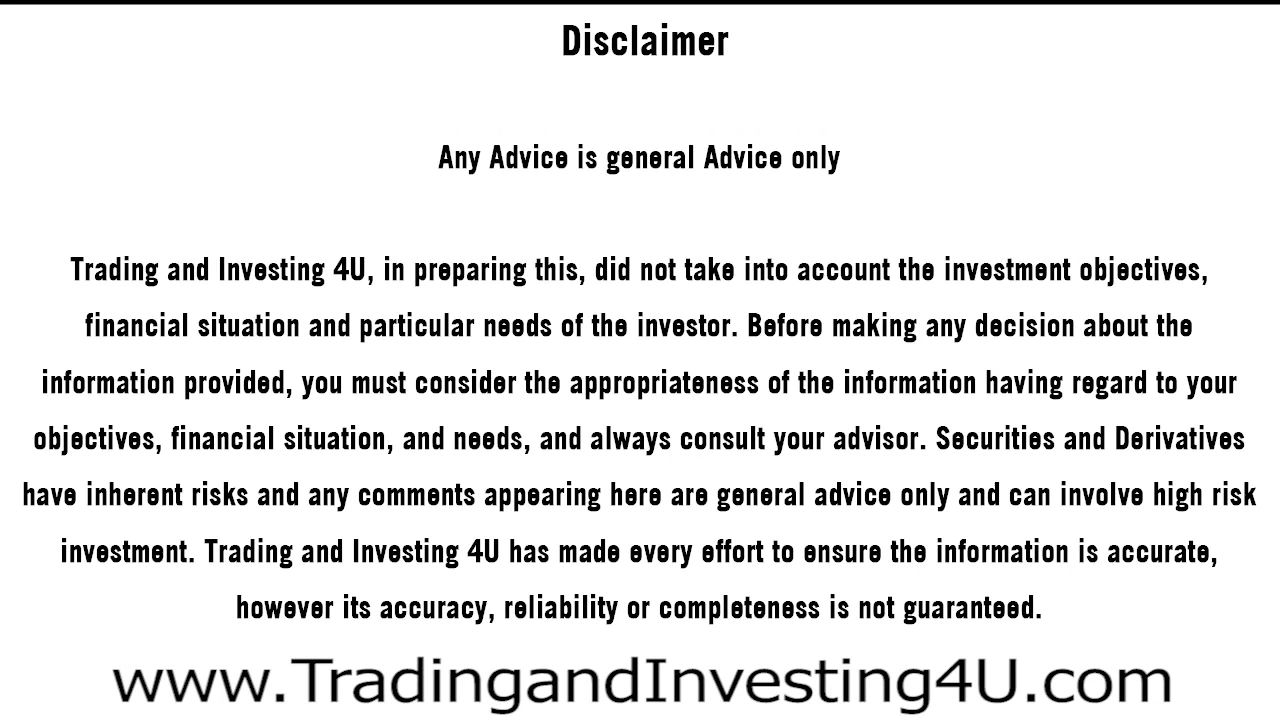 Disclaimer
Any Advice is general Advice only
Trading and Investing 4U, in preparing this, did not take into account the investment objectives,
financial situation and particular needs of the investor. Before making any decision about the
information provided, you must consider the appropriateness of the information having regard to your
objectives, financial situation, and needs, and always consult your advisor. Securities and Derivatives
have inherent risks and any comments appearing here are general advice only and can involve high risk
investment. Trading and Investing 4U has made every effort to ensure the information is accurate,
however its accuracy, reliability or completeness is not guaranteed.
www.TradingandInvesting4U.com